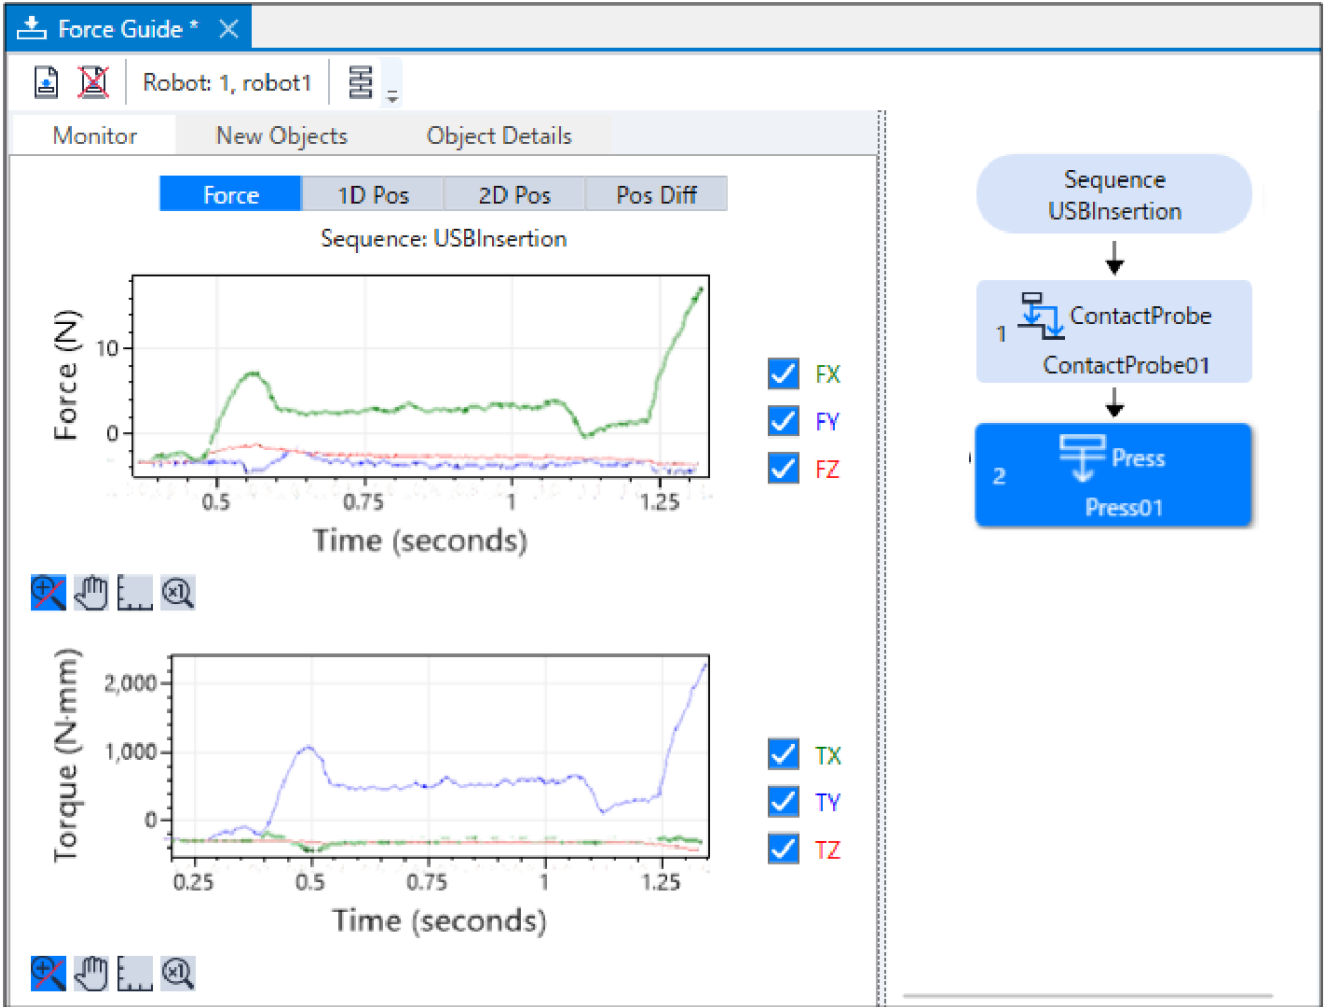 Force Guide *
Robot: 1, robot1
Monitor New Objects Object Details
Force 1D Pos 2D Pos Pos Diff
Sequence: USBInsertion
Force (N)
10
0
0.5 0.75 1 1.25
Time (seconds)
FX
FY
FZ
×1
Torque (N·mm)
2,000
1,000
0
0.25 0.5 0.75 1 1.25
Time (seconds)
TX
TY
TZ
×1
Sequence
USBInsertion
1 ContactProbe
ContactProbe01
2 Press
Press01